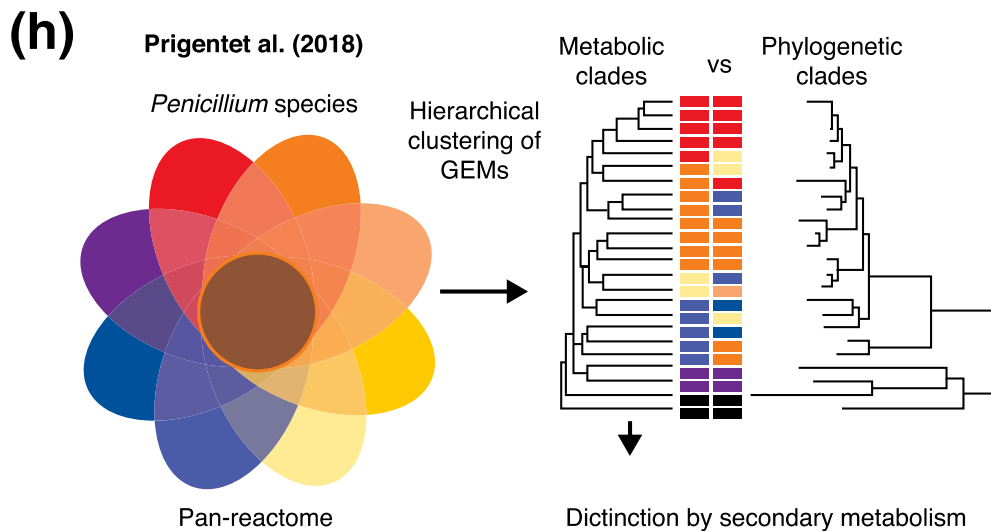 (h)
Prigentet al. (2018)
Penicillium species
Hierarchical
clustering of
GEMs
Metabolic
clades
vs
Phylogenetic
clades
Pan-reactome
Dictinction by secondary metabolism